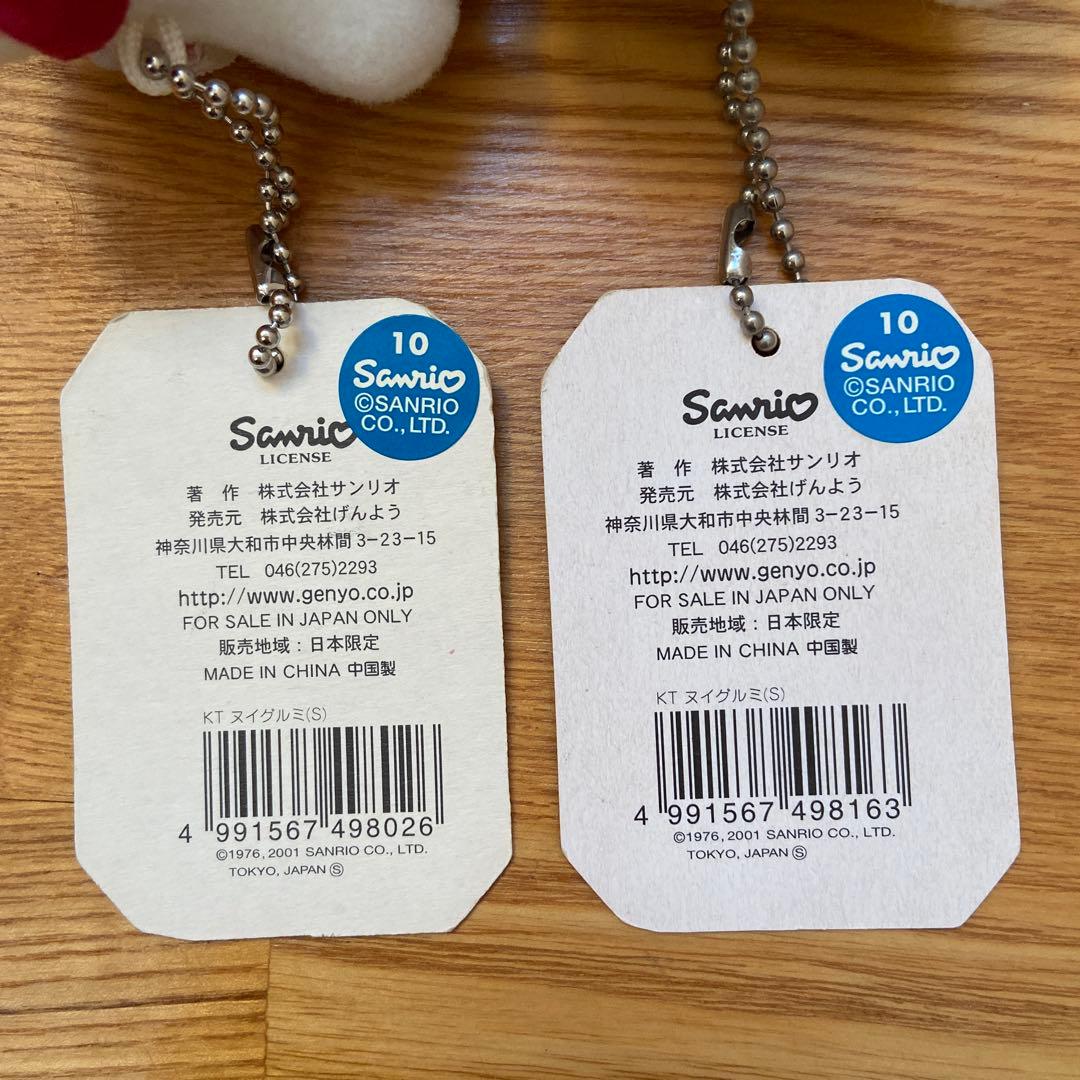 10
Sanrio
©SANRIO
CO., LTD.
Sanrio
LICENSE
著 作 株式会社サンリオ
発売元 株式会社げんよう
神奈川県大和市中央林間3-23-15
TEL 046(275)2293
http://www.genyo.co.jp
FOR SALE IN JAPAN ONLY
販売地域:日本限定
MADE IN CHINA 中国製
KT ヌイグルミ(S)
4 991567 498026
©1976, 2001 SANRIO CO., LTD.
TOKYO, JAPAN Ⓢ
10
Sanrio
©SANRIO
CO., LTD.
Sanrio
LICENSE
著 作 株式会社サンリオ
発売元 株式会社げんよう
神奈川県大和市中央林間3-23-15
TEL 046(275)2293
http://www.genyo.co.jp
FOR SALE IN JAPAN ONLY
販売地域:日本限定
MADE IN CHINA 中国製
KT ヌイグルミ(S)
4 991567 498163
©1976, 2001 SANRIO CO., LTD.
TOKYO, JAPAN Ⓢ